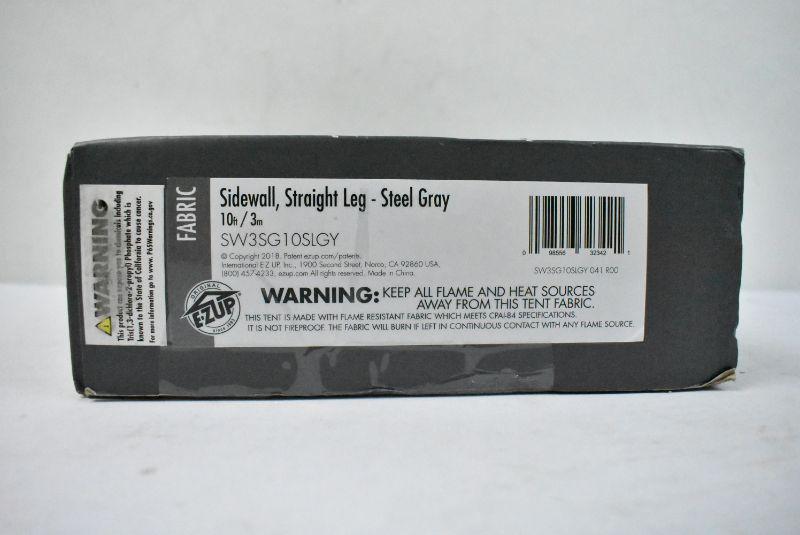 WARNING
This product can expose you to chemicals including
Tris(1,3-dichloro-2-propyl) Phosphate which is
known to the State of California to cause cancer.
For more information go to www.P65Warnings.ca.gov
FABRIC
Sidewall, Straight Leg - Steel Gray
10ft / 3m
SW3SG10SLGY
© Copyright 2018. Patent ezup.com/patents.
International E-Z UP, Inc., 1900 Second Street, Norco, CA 92860 USA,
(800) 457-4233, ezup.com All rights reserved. Made in China.
0 98556 32342 1
SW3SG10SLGY 041 R00
ORIGINAL
E-Z UP
SINCE 1983
WARNING: KEEP ALL FLAME AND HEAT SOURCES
AWAY FROM THIS TENT FABRIC.
THIS TENT IS MADE WITH FLAME RESISTANT FABRIC WHICH MEETS CPAI-84 SPECIFICATIONS.
IT IS NOT FIREPROOF. THE FABRIC WILL BURN IF LEFT IN CONTINUOUS CONTACT WITH ANY FLAME SOURCE.